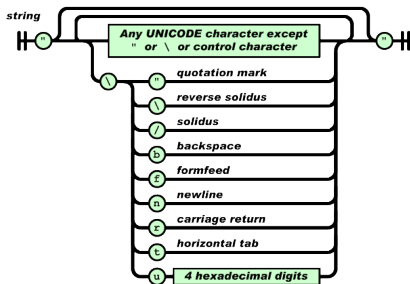 string
" Any UNICODE character except "
" or \ or control character
\ " quotation mark
\ reverse solidus
/ solidus
b backspace
f formfeed
n newline
r carriage return
t horizontal tab
u 4 hexadecimal digits